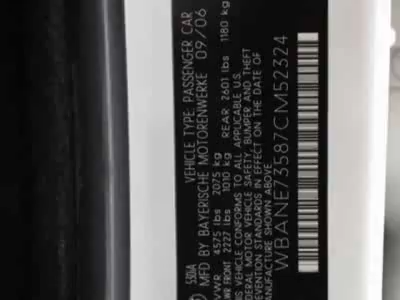 530iA VEHICLE TYPE: PASSENGER CAR
MFD BY BAYERISCHE MOTORENWERKE 09/06
GVWR 4575 lbs 2075 kg
GAWR FRONT 2227 lbs 1010 kg REAR 2601 lbs 1180 kg
THIS VEHICLE CONFORMS TO ALL APPLICABLE U.S.
FEDERAL MOTOR VEHICLE SAFETY, BUMPER AND
PREVENTION STANDARDS IN EFFECT ON THE DATE OF
MANUFACTURE SHOWN ABOVE.
WBANE73587CM52324